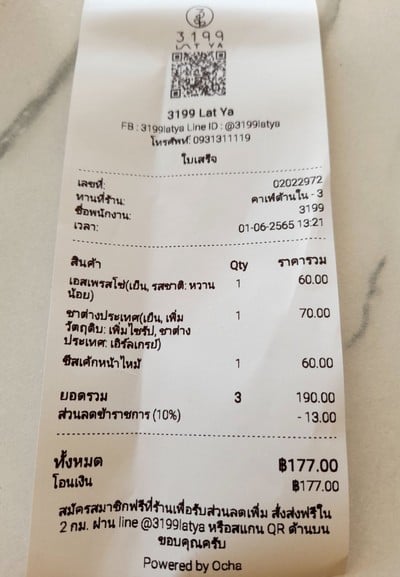 3199
LAT YA
3199 Lat Ya
FB : 3199latya Line ID : @3199latya
โทรศัพท์: 0931311119
ใบเสร็จ
เลขที่: 02022972
ทานที่ร้าน: คาเฟ่ด้านใน - 3
ชื่อพนักงาน: 3199
เวลา: 01-06-2565 13:21
สินค้า Qty ราคารวม
เอสเพรสโซ่(เย็น, รสชาติ: หวาน 1 60.00
น้อย)
ชาต่างประเทศ(เย็น, เพิ่ม 1 70.00
วัตถุดิบ: เพิ่มไซรัป, ชาต่าง
ประเทศ: เอิร์ลเกรย์)
ชีสเค้กหน้าไหม้ 1 60.00
ยอดรวม 3 190.00
ส่วนลดข้าราชการ (10%) - 13.00
ทั้งหมด ฿177.00
โอนเงิน ฿177.00
สมัครสมาชิกฟรีที่ร้านเพื่อรับส่วนลดเพิ่ม สั่งส่งฟรีใน
2 กม. ผ่าน line @3199latya หรือสแกน QR ด้านบน
ขอบคุณครับ
Powered by Ocha